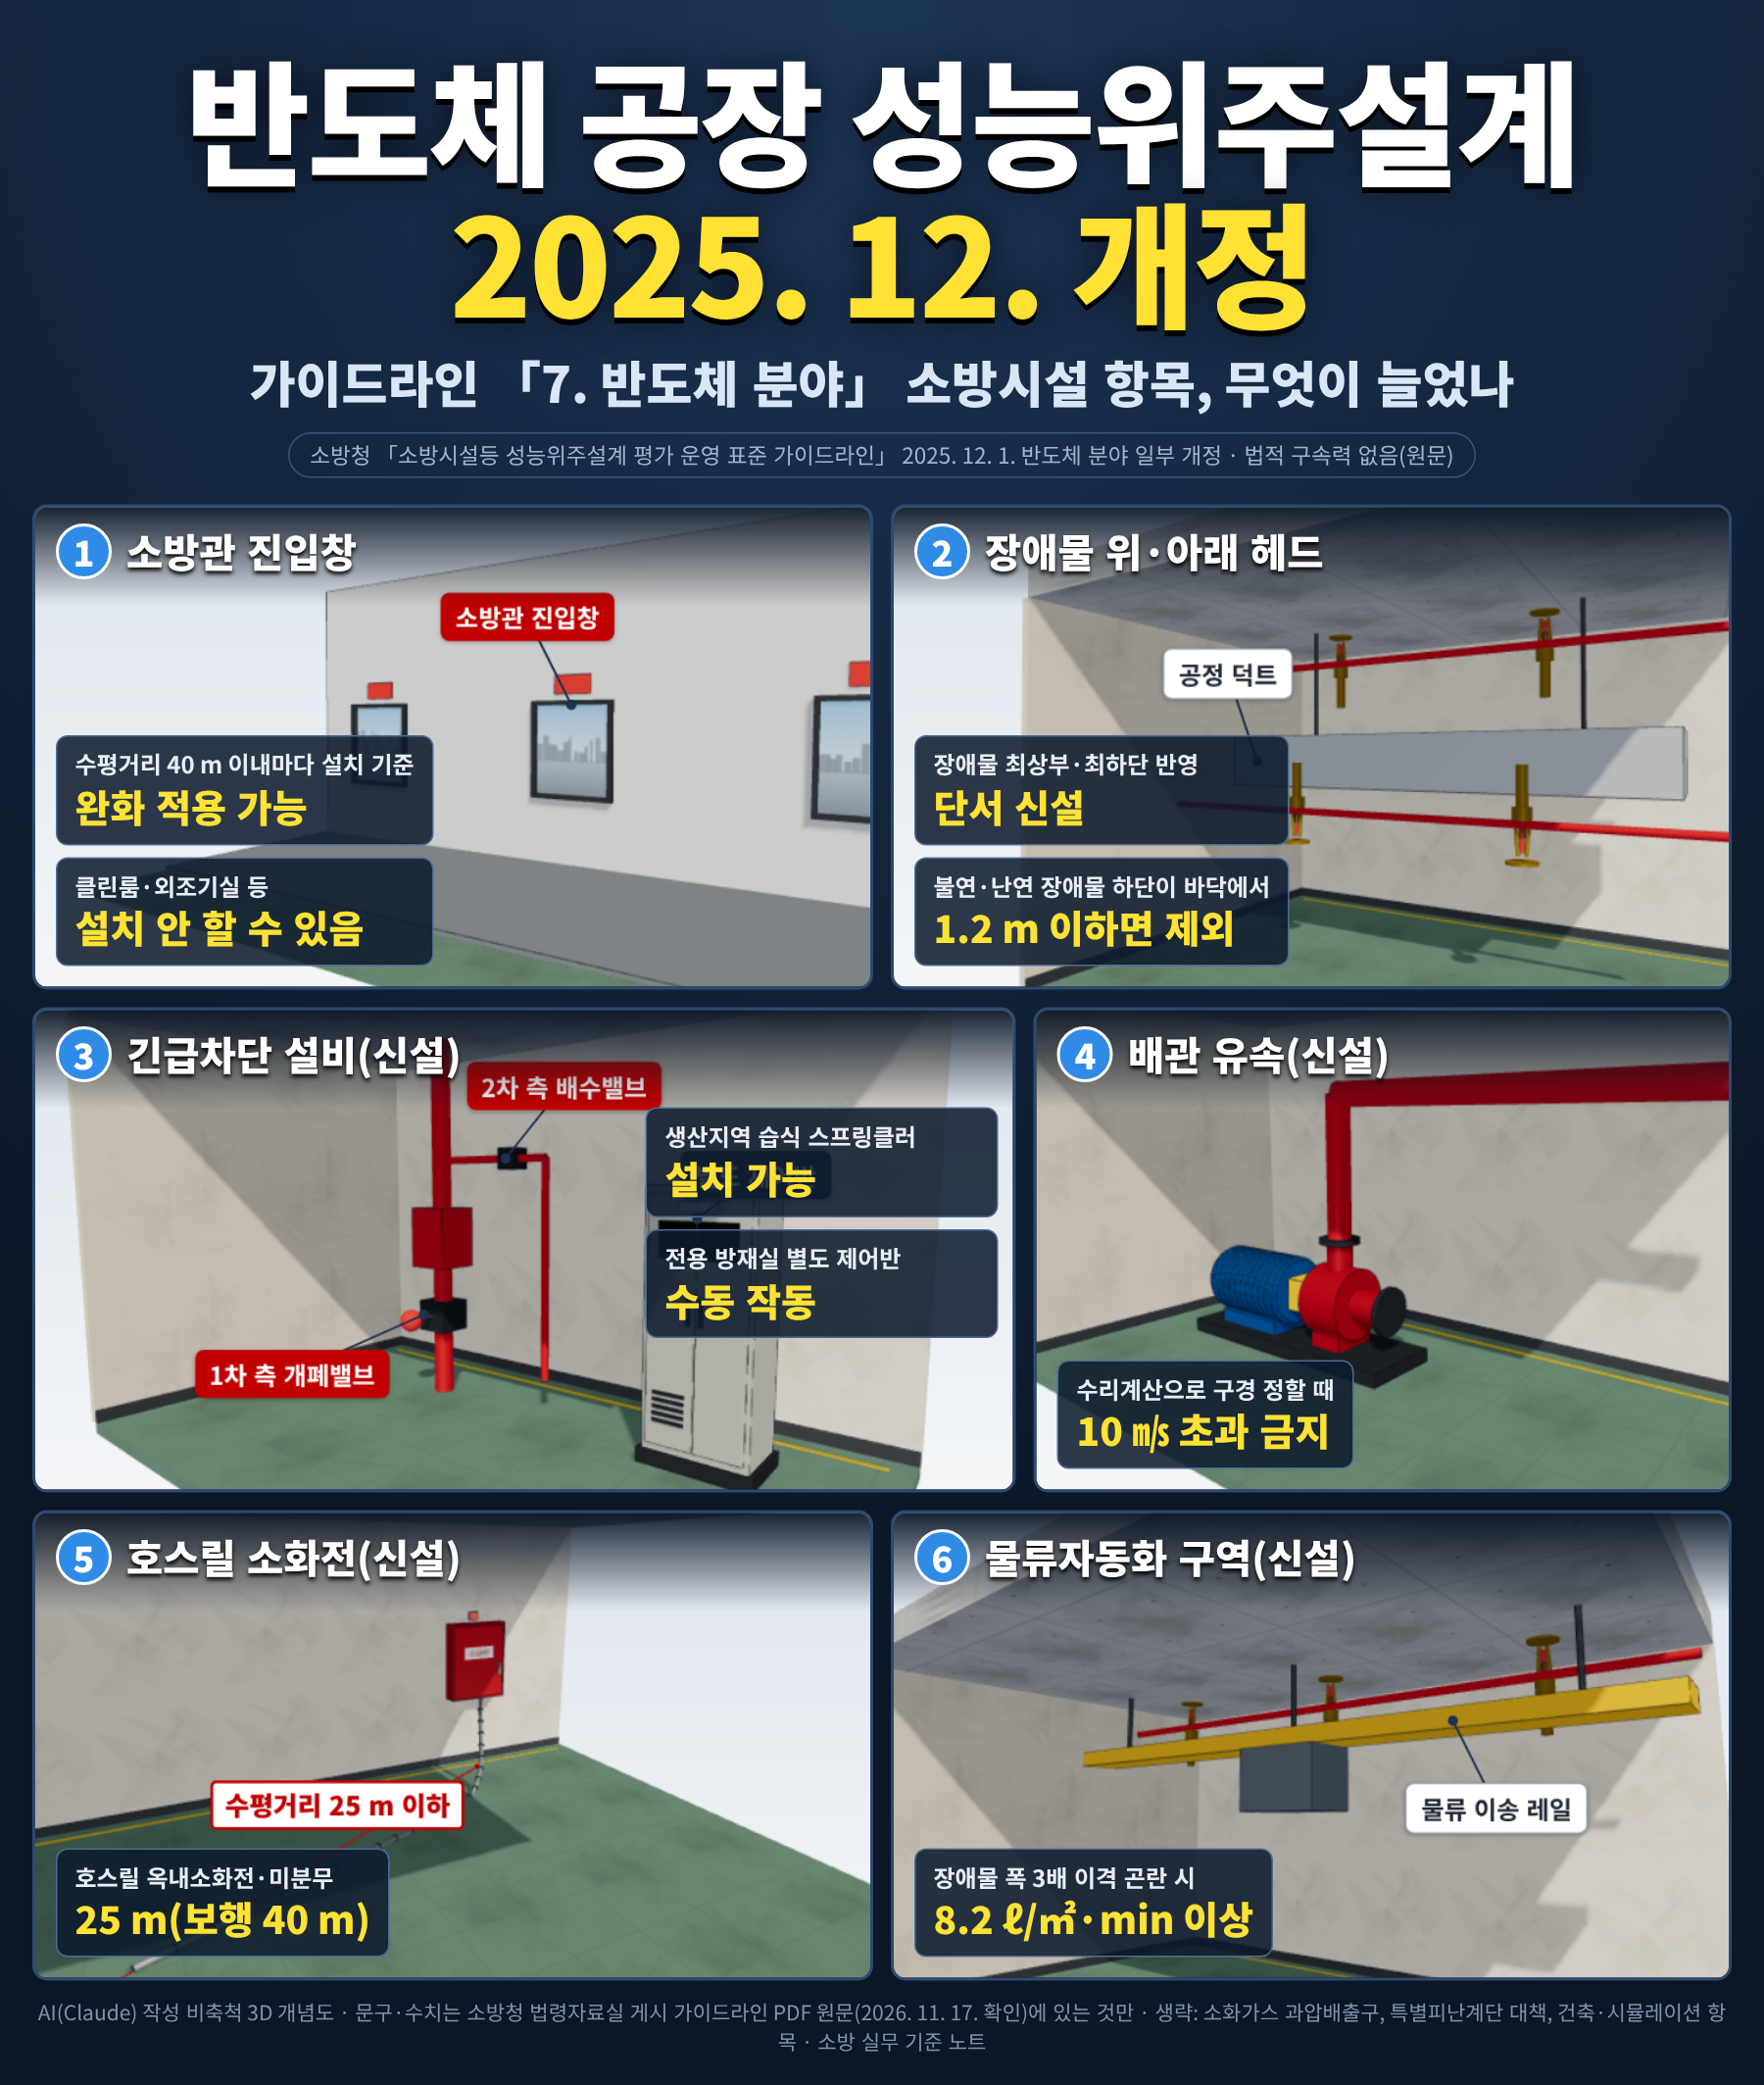 반도체 공장 성능위주설계
2025. 12. 개정
가이드라인 「7. 반도체 분야」 소방시설 항목, 무엇이 늘었나
소방청 「소방시설등 성능위주설계 평가 운영 표준 가이드라인」 2025. 12. 1. 반도체 분야 일부 개정 · 법적 구속력 없음(원문)
1 소방관 진입창
소방관 진입창
수평거리 40 m 이내마다 설치 기준
완화 적용 가능
클린룸·외조기실 등
설치 안 할 수 있음
2 장애물 위·아래 헤드
공정 덕트
장애물 최상부·최하단 반영
단서 신설
불연·난연 장애물 하단이 바닥에서
1.2 m 이하면 제외
3 긴급차단 설비(신설)
2차 측 배수밸브
생산지역 습식 스프링클러
설치 가능
전용 방재실 별도 제어반
수동 작동
1차 측 개폐밸브
4 배관 유속(신설)
수리계산으로 구경 정할 때
10 ㎧ 초과 금지
5 호스릴 소화전(신설)
수평거리 25 m 이하
호스릴 옥내소화전·미분무
25 m(보행 40 m)
6 물류자동화 구역(신설)
물류 이송 레일
장애물 폭 3배 이격 곤란 시
8.2 ℓ/㎡·min 이상
AI(Claude) 작성 비축척 3D 개념도 · 문구·수치는 소방청 법령자료실 게시 가이드라인 PDF 원문(2026. 11. 17. 확인)에 있는 것만 · 생략: 소화가스 과압배출구, 특별피난계단 대책, 건축·시뮬레이션 항
목 · 소방 실무 기준 노트